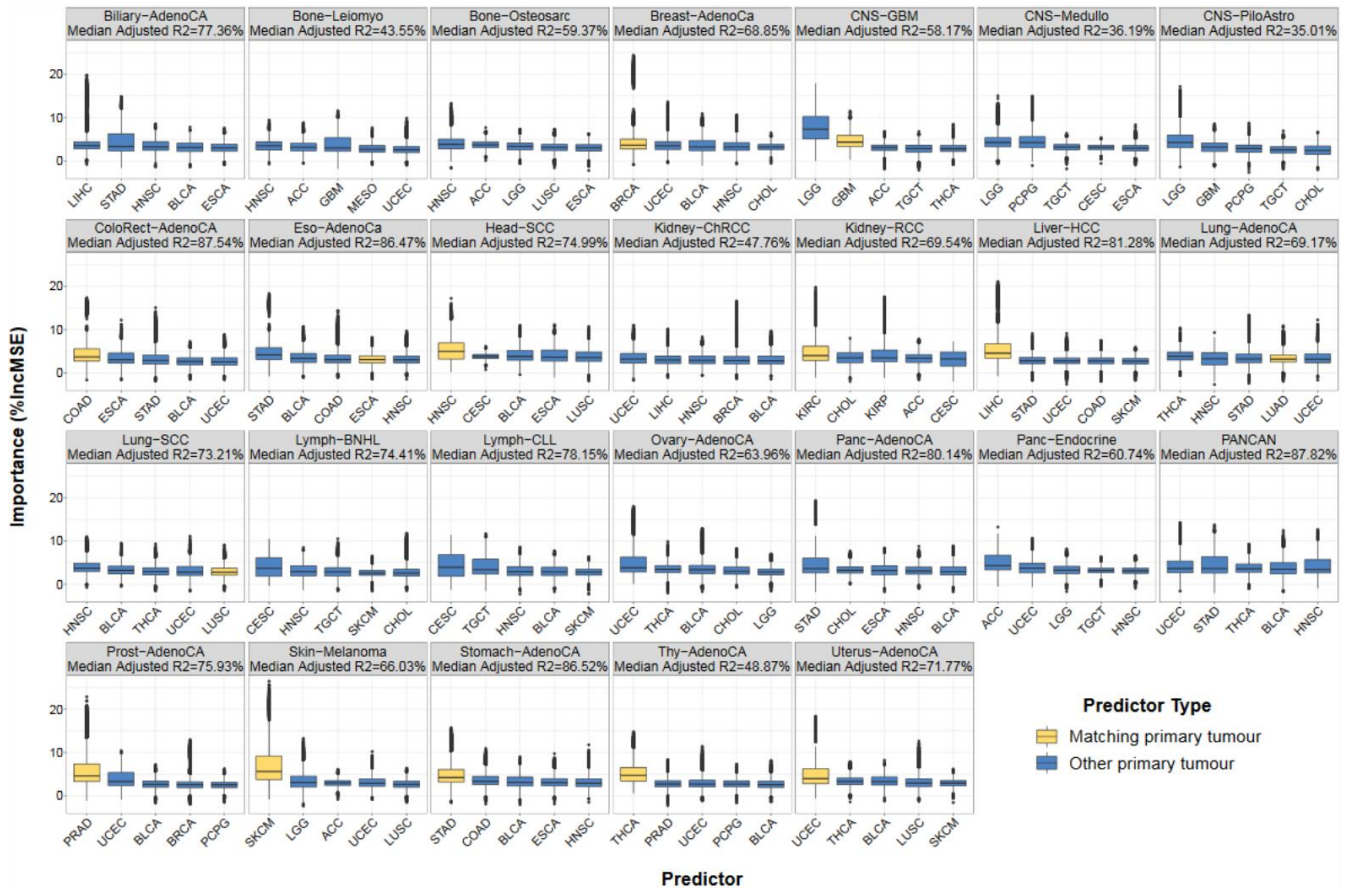 Biliary−AdenoCA
Median Adjusted R2=77.36%
Bone−Leiomyo
Median Adjusted R2=43.55%
Bone−Osteosarc
Median Adjusted R2=59.37%
Breast−AdenoCa
Median Adjusted R2=68.85%
CNS−GBM
Median Adjusted R2=58.17%
CNS−Medullo
Median Adjusted R2=36.19%
CNS−PiloAstro
Median Adjusted R2=35.01%
20
10
0
LIHC STAD HNSC BLCA ESCA
HNSC ACC GBM MESO UCEC
HNSC ACC LGG LUSC ESCA
BRCA UCEC BLCA HNSC CHOL
LGG GBM ACC TGCT THCA
LGG PCPG TGCT CESC ESCA
LGG GBM PCPG TGCT CHOL
ColoRect−AdenoCA
Median Adjusted R2=87.54%
Eso−AdenoCa
Median Adjusted R2=86.47%
Head−SCC
Median Adjusted R2=74.99%
Kidney−ChRCC
Median Adjusted R2=47.76%
Kidney−RCC
Median Adjusted R2=69.54%
Liver−HCC
Median Adjusted R2=81.28%
Lung−AdenoCA
Median Adjusted R2=69.17%
20
10
0
COAD ESCA STAD BLCA UCEC
STAD BLCA COAD ESCA HNSC
HNSC CESC BLCA ESCA LUSC
UCEC LIHC HNSC BRCA BLCA
KIRC CHOL KIRP ACC CESC
LIHC STAD UCEC COAD SKCM
THCA HNSC STAD LUAD UCEC
Importance (%IncMSE)
Lung−SCC
Median Adjusted R2=73.21%
Lymph−BNHL
Median Adjusted R2=74.41%
Lymph−CLL
Median Adjusted R2=78.15%
Ovary−AdenoCA
Median Adjusted R2=63.96%
Panc−AdenoCA
Median Adjusted R2=80.14%
Panc−Endocrine
Median Adjusted R2=60.74%
PANCAN
Median Adjusted R2=87.82%
20
10
0
HNSC BLCA THCA UCEC LUSC
CESC HNSC TGCT SKCM CHOL
CESC TGCT HNSC BLCA SKCM
UCEC THCA BLCA CHOL LGG
STAD CHOL ESCA HNSC BLCA
ACC UCEC LGG TGCT HNSC
UCEC STAD THCA BLCA HNSC
Prost−AdenoCA
Median Adjusted R2=75.93%
Skin−Melanoma
Median Adjusted R2=66.03%
Stomach−AdenoCA
Median Adjusted R2=86.52%
Thy−AdenoCA
Median Adjusted R2=48.87%
Uterus−AdenoCA
Median Adjusted R2=71.77%
20
10
0
PRAD UCEC BLCA BRCA PCPG
SKCM LGG ACC UCEC LUSC
STAD COAD BLCA ESCA HNSC
THCA PRAD UCEC PCPG BLCA
UCEC THCA BLCA LUSC SKCM
Predictor Type
Matching primary tumour
Other primary tumour
Predictor